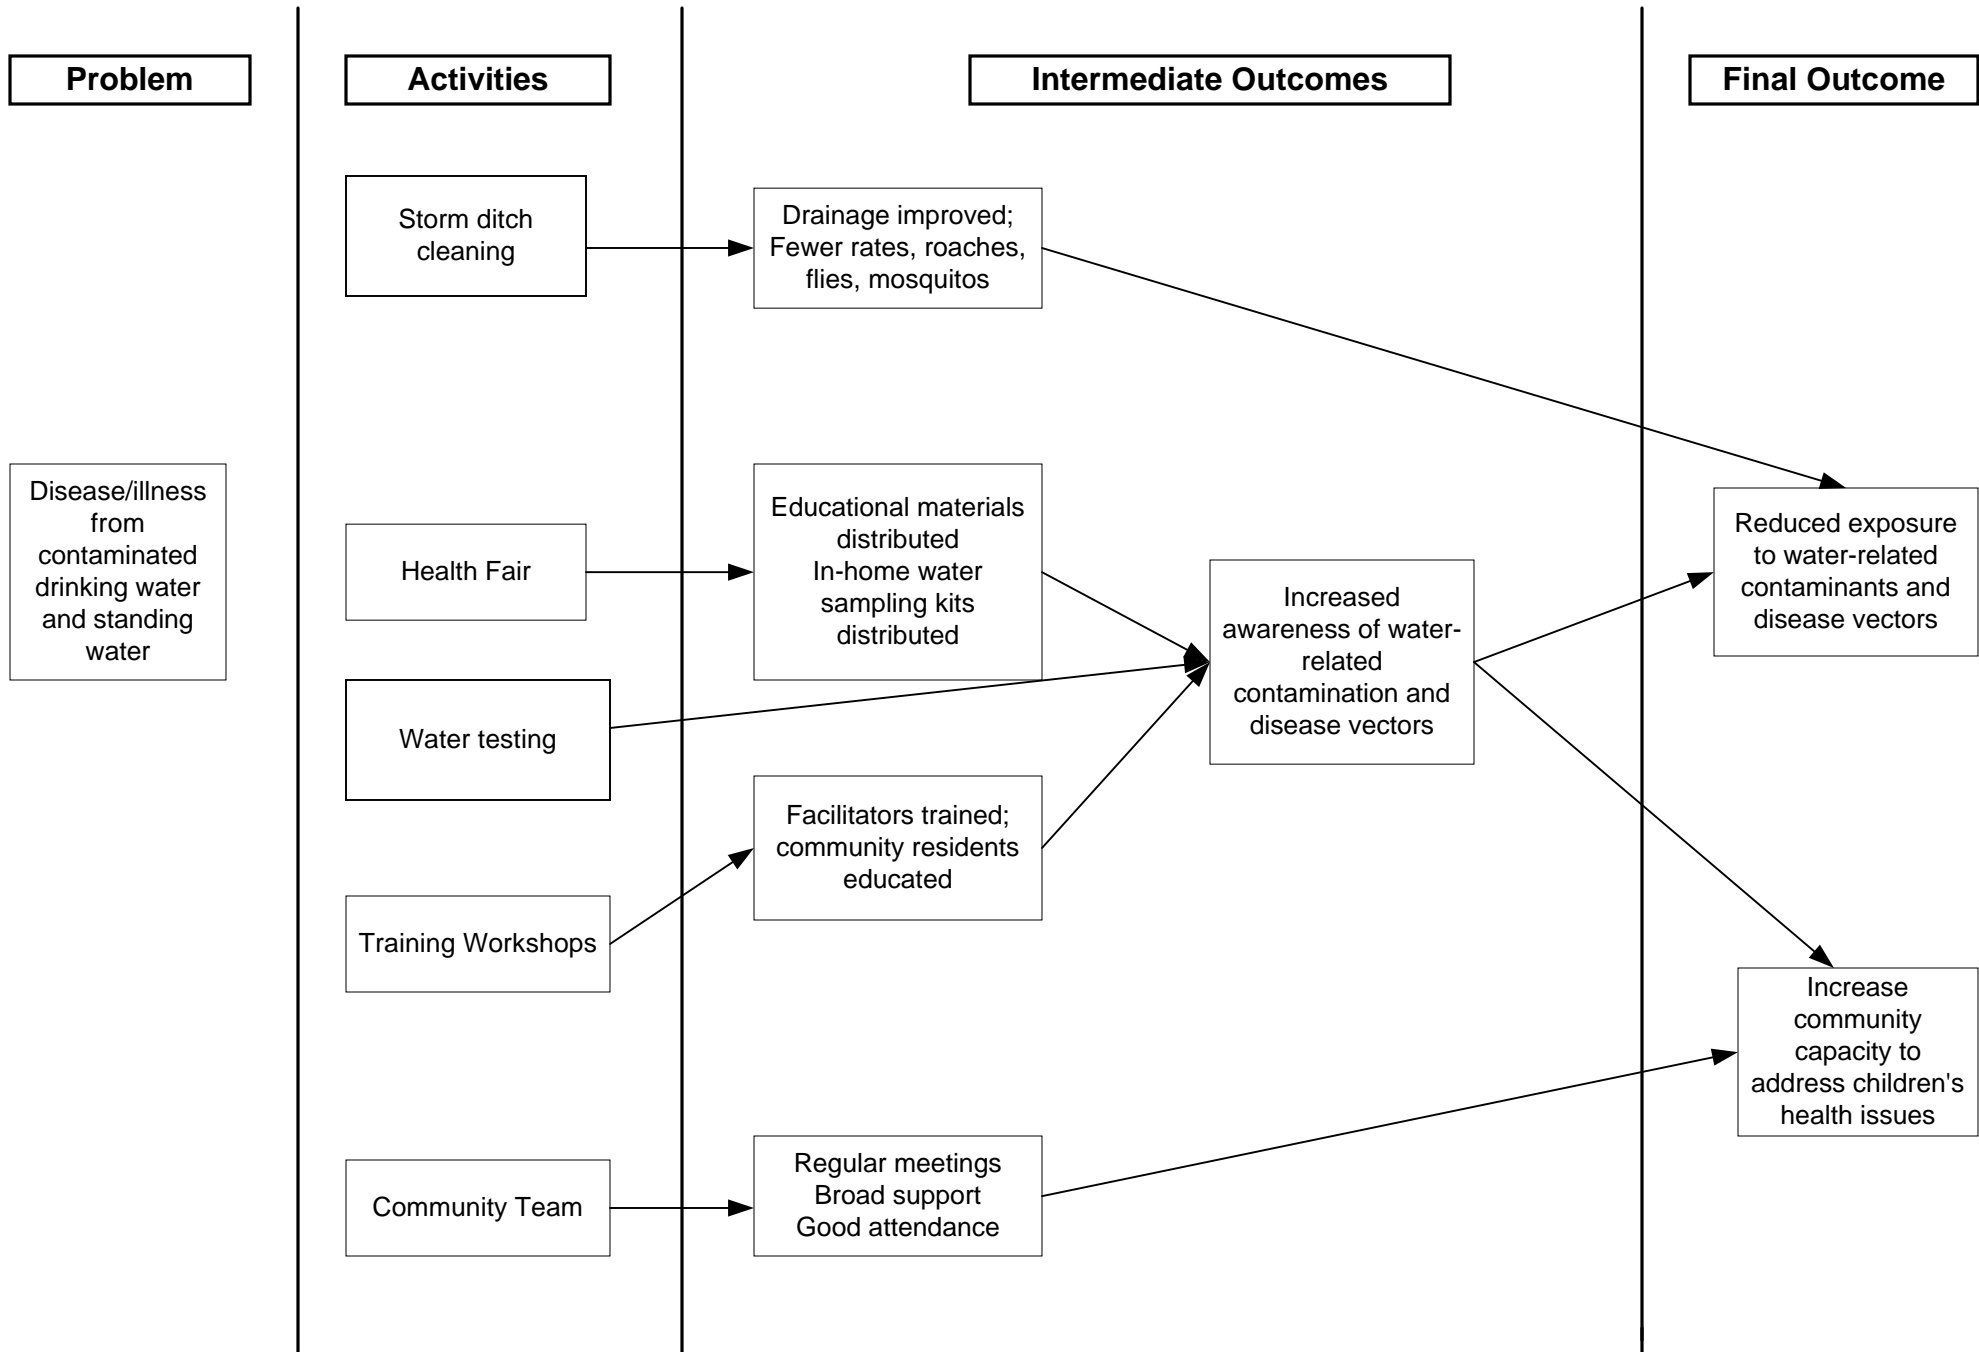 Problem
Activities
Intermediate Outcomes
Final Outcome
Disease/illness
from
contaminated
drinking water
and standing
water
Storm ditch
cleaning
Health Fair
Water testing
Training Workshops
Community Team
Drainage improved;
Fewer rates, roaches,
flies, mosquitos
Educational materials
distributed
In-home water
sampling kits
distributed
Facilitators trained;
community residents
educated
Regular meetings
Broad support
Good attendance
Increased
awareness of water-
related
contamination and
disease vectors
Reduced exposure
to water-related
contaminants and
disease vectors
Increase
community
capacity to
address children's
health issues